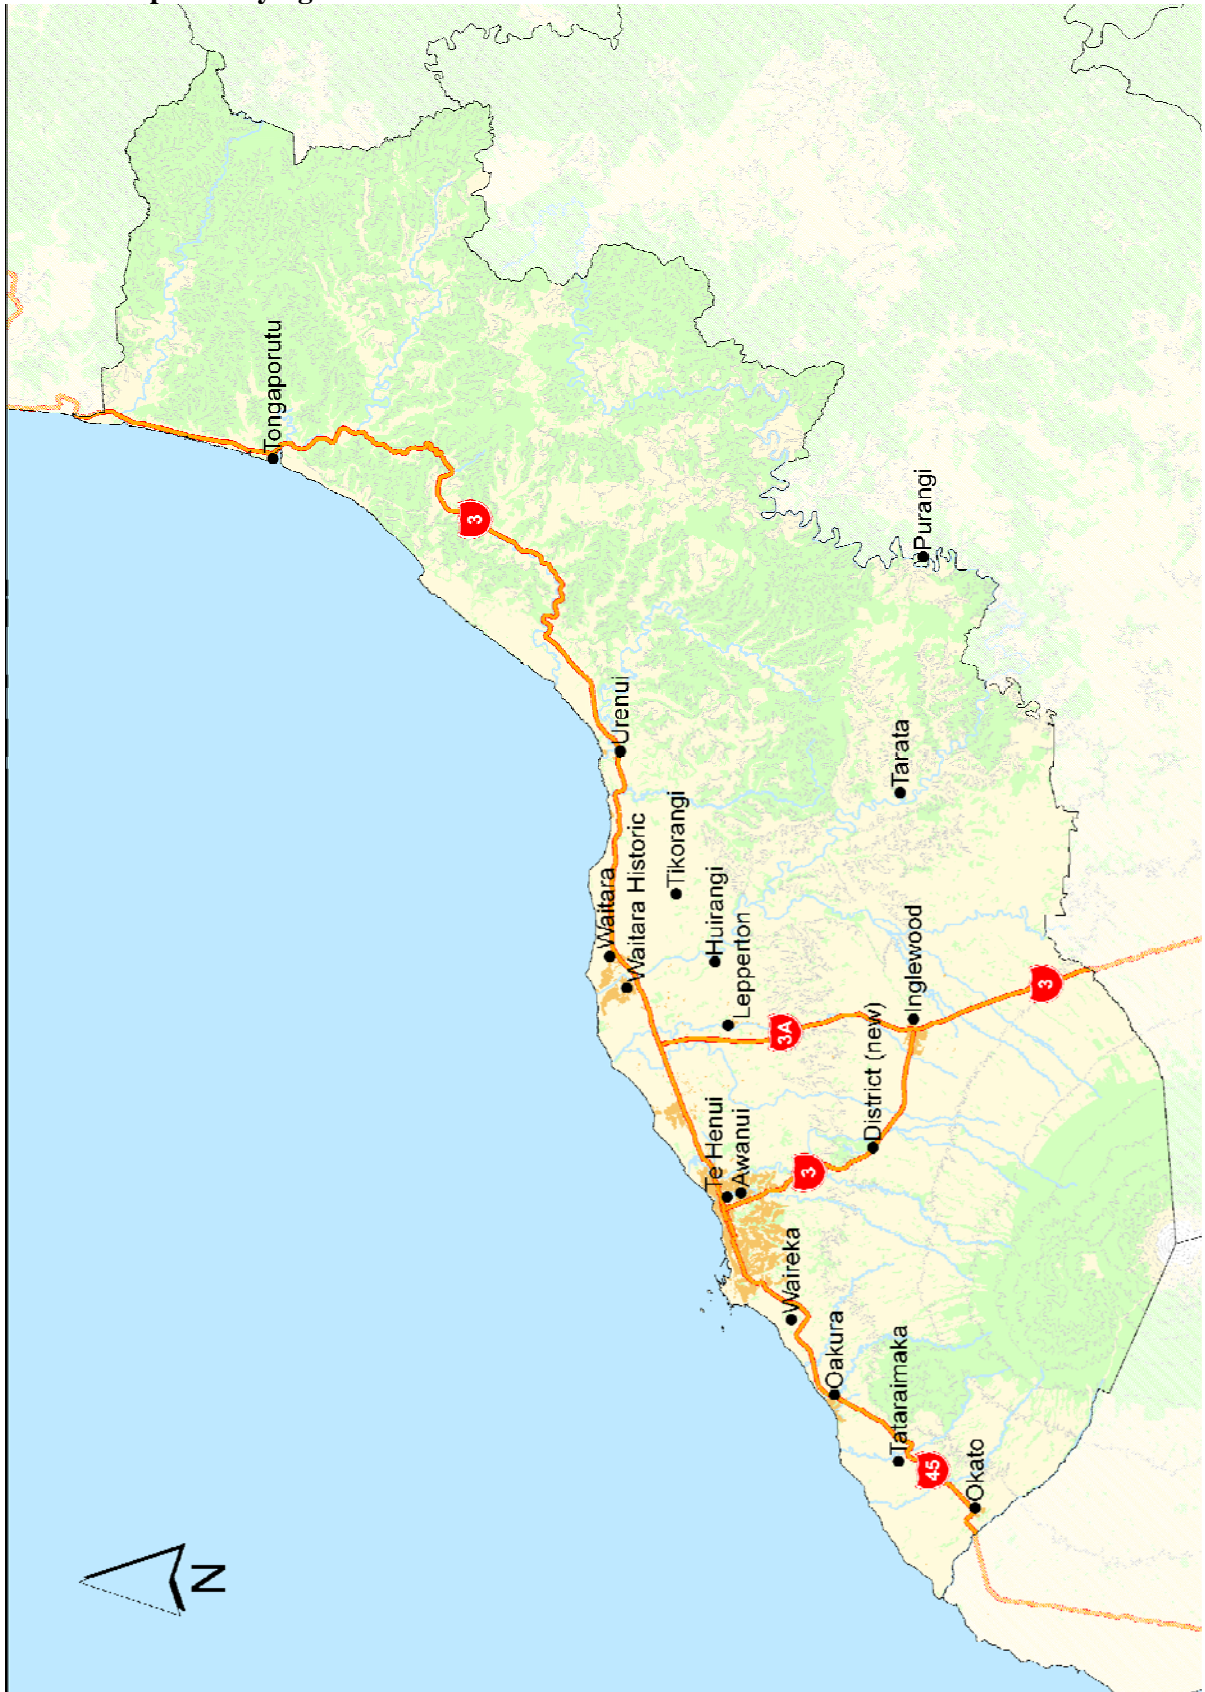 Tongaporutu
3
Purangi
Urenui
Tarata
Tikorangi
Waitara
Waitara Historic
Huirangi
Lepperton
Inglewood
3
3A
District (new)
Te Henui
Awanui
3
Waireka
Oakura
Tataraimaka
45
Okato
N